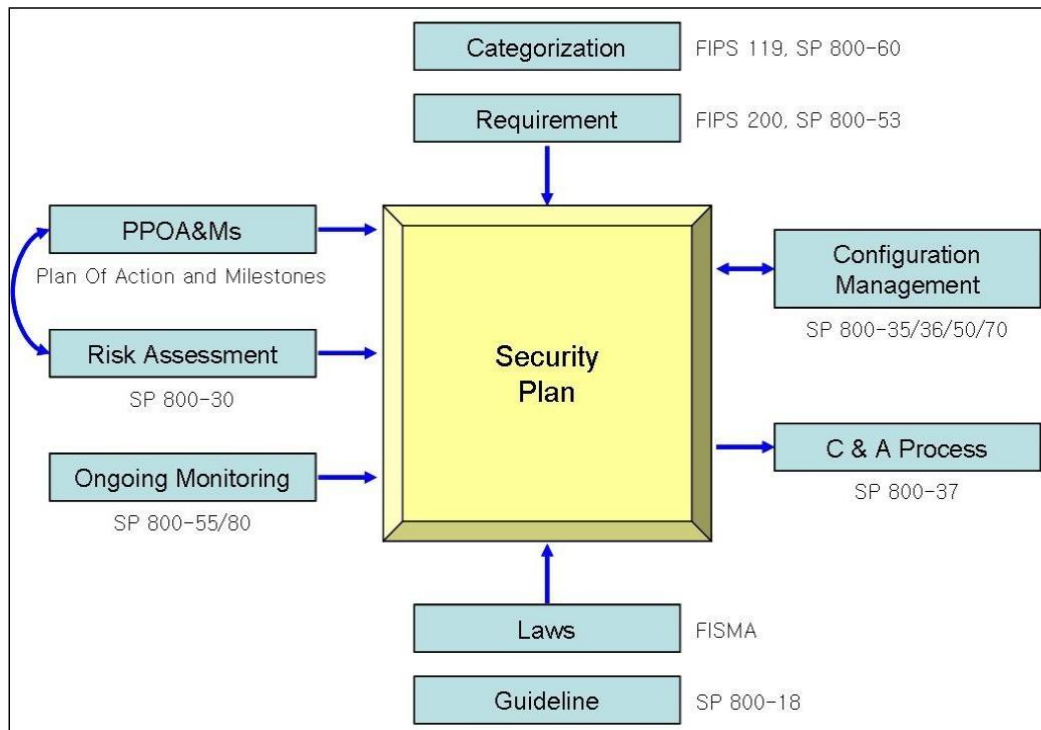 Categorization
FIPS 119, SP 800-60
Requirement
FIPS 200, SP 800-53
PPOA&Ms
Plan Of Action and Milestones
Risk Assessment
SP 800-30
Ongoing Monitoring
SP 800-55/80
Security
Plan
Configuration
Management
SP 800-35/36/50/70
C & A Process
SP 800-37
Laws
FISMA
Guideline
SP 800-18